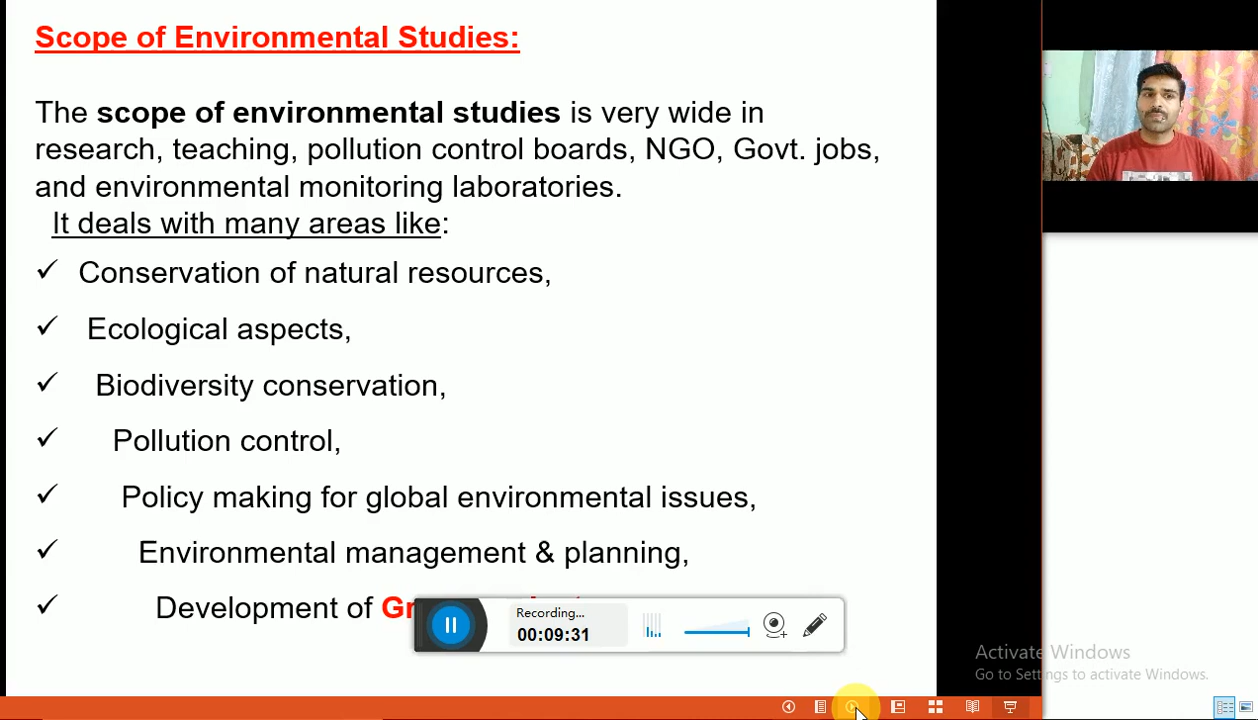 Scope of Environmental Studies:
The scope of environmental studies is very wide in
research, teaching, pollution control boards, NGO, Govt. jobs,
and environmental monitoring laboratories.
It deals with many areas like:
✓ Conservation of natural resources,
✓ Ecological aspects,
✓ Biodiversity conservation,
✓ Pollution control,
✓ Policy making for global environmental issues,
✓ Environmental management & planning,
✓ Development of
Recording...
00:09:31
Activate Windows
Go to Settings to activate Windows.